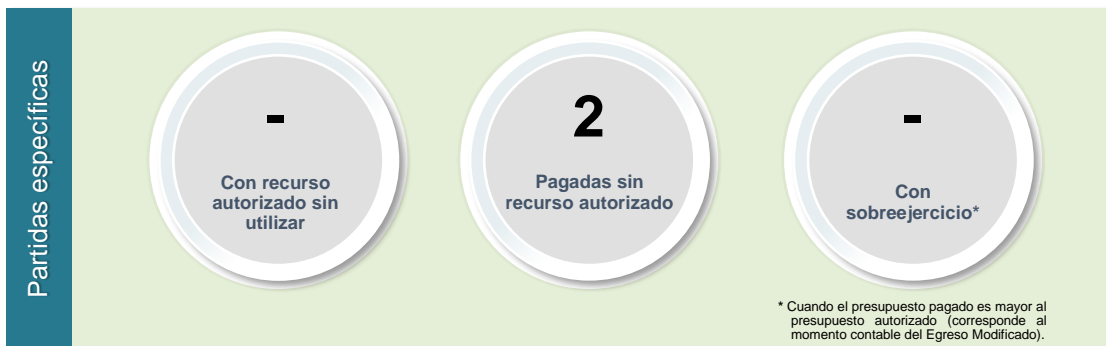 Partidas específicas
-
Con recurso
autorizado sin
utilizar
2
Pagadas sin
recurso autorizado
-
Con
sobreejercicio*
* Cuando el presupuesto pagado es mayor al
presupuesto autorizado (corresponde al
momento contable del Egreso Modificado).